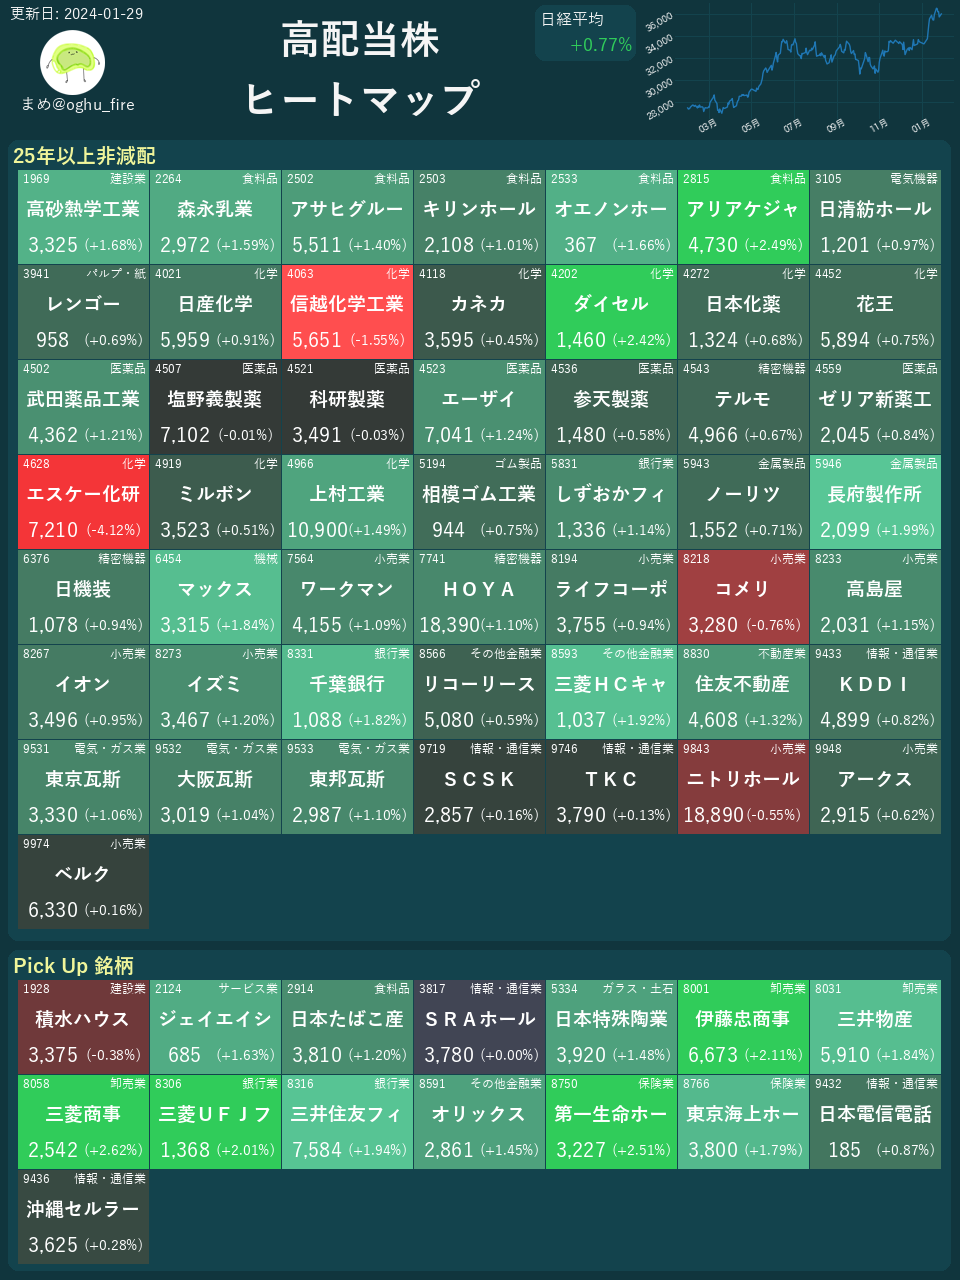 更新日: 2024-01-29
まめ@oghu_fire
高配当株
ヒートマップ
日経平均
+0.77%
36,000
34,000
32,000
30,000
28,000
03月 05月 07月 09月 11月 01月
25年以上非減配
1969 建設業 2264 食料品 2502 食料品 2503 食料品 2533 食料品 2815 食料品 3105 電気機器
高砂熱学工業 森永乳業 アサヒグルー キリンホール オエノンホー アリアケジャ 日清紡ホール
3,325 (+1.68%) 2,972 (+1.59%) 5,511 (+1.40%) 2,108 (+1.01%) 367 (+1.66%) 4,730 (+2.49%) 1,201 (+0.97%)
3941 パルプ・紙 4021 化学 4063 化学 4118 化学 4202 化学 4272 化学 4452 化学
レンゴー 日産化学 信越化学工業 カネカ ダイセル 日本化薬 花王
958 (+0.69%) 5,959 (+0.91%) 5,651 (-1.55%) 3,595 (+0.45%) 1,460 (+2.42%) 1,324 (+0.68%) 5,894 (+0.75%)
4502 医薬品 4507 医薬品 4521 医薬品 4523 医薬品 4536 医薬品 4543 精密機器 4559 医薬品
武田薬品工業 塩野義製薬 科研製薬 エーザイ 参天製薬 テルモ ゼリア新薬工
4,362 (+1.21%) 7,102 (-0.01%) 3,491 (-0.03%) 7,041 (+1.24%) 1,480 (+0.58%) 4,966 (+0.67%) 2,045 (+0.84%)
4628 化学 4919 化学 4966 化学 5194 ゴム製品 5831 銀行業 5943 金属製品 5946 金属製品
エスケー化研 ミルボン 上村工業 相模ゴム工業 しずおかフィ ノーリツ 長府製作所
7,210 (-4.12%) 3,523 (+0.51%) 10,900(+1.49%) 944 (+0.75%) 1,336 (+1.14%) 1,552 (+0.71%) 2,099 (+1.99%)
6376 精密機器 6454 機械 7564 小売業 7741 精密機器 8194 小売業 8218 小売業 8233 小売業
日機装 マックス ワークマン ＨＯＹＡ ライフコーポ コメリ 高島屋
1,078 (+0.94%) 3,315 (+1.84%) 4,155 (+1.09%) 18,390(+1.10%) 3,755 (+0.94%) 3,280 (-0.76%) 2,031 (+1.15%)
8267 小売業 8273 小売業 8331 銀行業 8566 その他金融業 8593 その他金融業 8830 不動産業 9433 情報・通信業
イオン イズミ 千葉銀行 リコーリース 三菱ＨＣキャ 住友不動産 ＫＤＤＩ
3,496 (+0.95%) 3,467 (+1.20%) 1,088 (+1.82%) 5,080 (+0.59%) 1,037 (+1.92%) 4,608 (+1.32%) 4,899 (+0.82%)
9531 電気・ガス業 9532 電気・ガス業 9533 電気・ガス業 9719 情報・通信業 9746 情報・通信業 9843 小売業 9948 小売業
東京瓦斯 大阪瓦斯 東邦瓦斯 ＳＣＳＫ ＴＫＣ ニトリホール アークス
3,330 (+1.06%) 3,019 (+1.04%) 2,987 (+1.10%) 2,857 (+0.16%) 3,790 (+0.13%) 18,890(-0.55%) 2,915 (+0.62%)
9974 小売業
ベルク
6,330 (+0.16%)
Pick Up 銘柄
1928 建設業 2124 サービス業 2914 食料品 3817 情報・通信業 5334 ガラス・土石 8001 卸売業 8031 卸売業
積水ハウス ジェイエイシ 日本たばこ産 ＳＲＡホール 日本特殊陶業 伊藤忠商事 三井物産
3,375 (-0.38%) 685 (+1.63%) 3,810 (+1.20%) 3,780 (+0.00%) 3,920 (+1.48%) 6,673 (+2.11%) 5,910 (+1.84%)
8058 卸売業 8306 銀行業 8316 銀行業 8591 その他金融業 8750 保険業 8766 保険業 9432 情報・通信業
三菱商事 三菱ＵＦＪフ 三井住友フィ オリックス 第一生命ホー 東京海上ホー 日本電信電話
2,542 (+2.62%) 1,368 (+2.01%) 7,584 (+1.94%) 2,861 (+1.45%) 3,227 (+2.51%) 3,800 (+1.79%) 185 (+0.87%)
9436 情報・通信業
沖縄セルラー
3,625 (+0.28%)